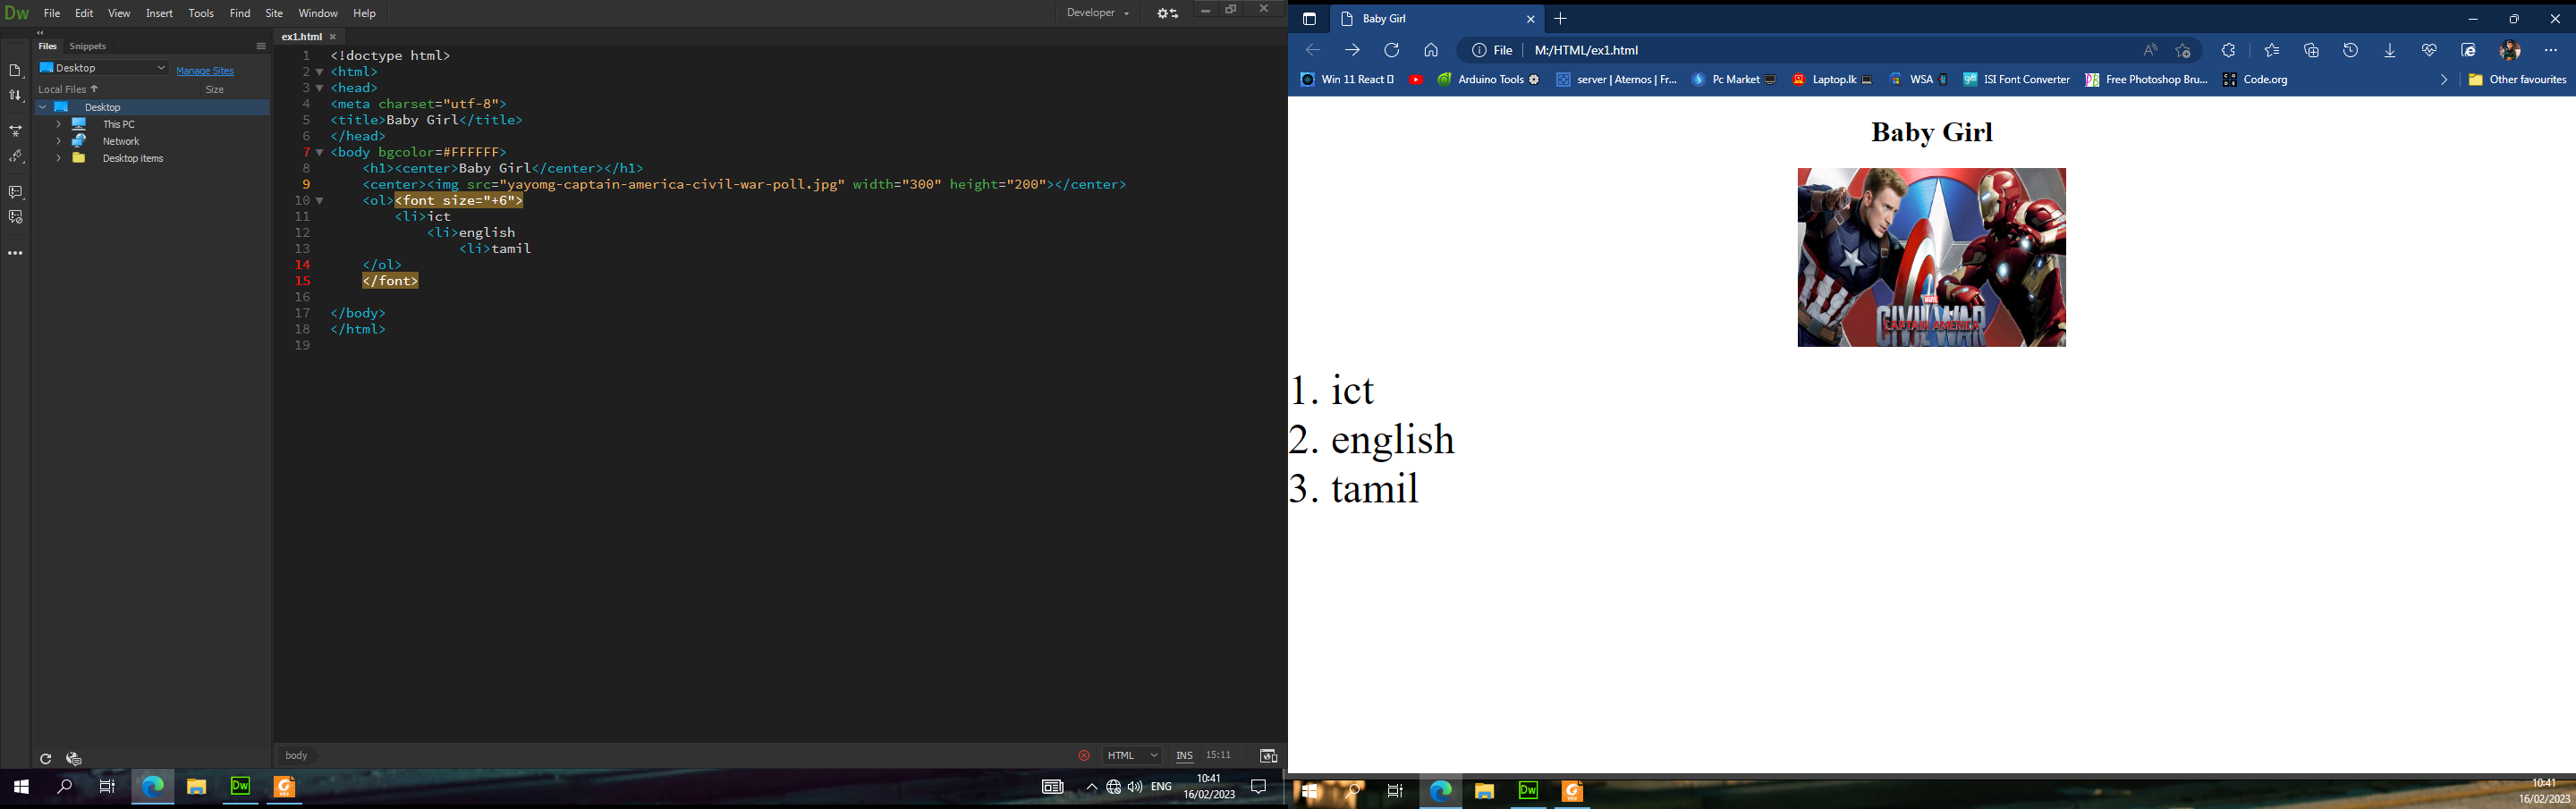 Dw File Edit View Insert Tools Find Site Window Help Developer
Files Snippets
Desktop Manage Sites
Local Files Size
Desktop
This PC
Network
Desktop items
ex1.html
1 <!doctype html>
2 <html>
3 <head>
4 <meta charset="utf-8">
5 <title>Baby Girl</title>
6 </head>
7 <body bgcolor=#FFFFFF>
8 <h1><center>Baby Girl</center></h1>
9 <center><img src="yayomg-captain-america-civil-war-poll.jpg" width="300" height="200"></center>
10 <ol><font size="+6">
11 <li>ict
12 <li>english
13 <li>tamil
14 </ol>
15 </font>
16
17 </body>
18 </html>
19
body HTML INS 15:11
Dw ENG 10:41
16/02/2023
Baby Girl
File M:/HTML/ex1.html
Win 11 React Arduino Tools server | Aternos | Fr... Pc Market Laptop.lk WSA ISI Font Converter Free Photoshop Bru... Code.org Other favourites
Baby Girl
MARVEL
CAPTAIN AMERICA
CIVIL WAR
1. ict
2. english
3. tamil
Dw 10:41
16/02/2023